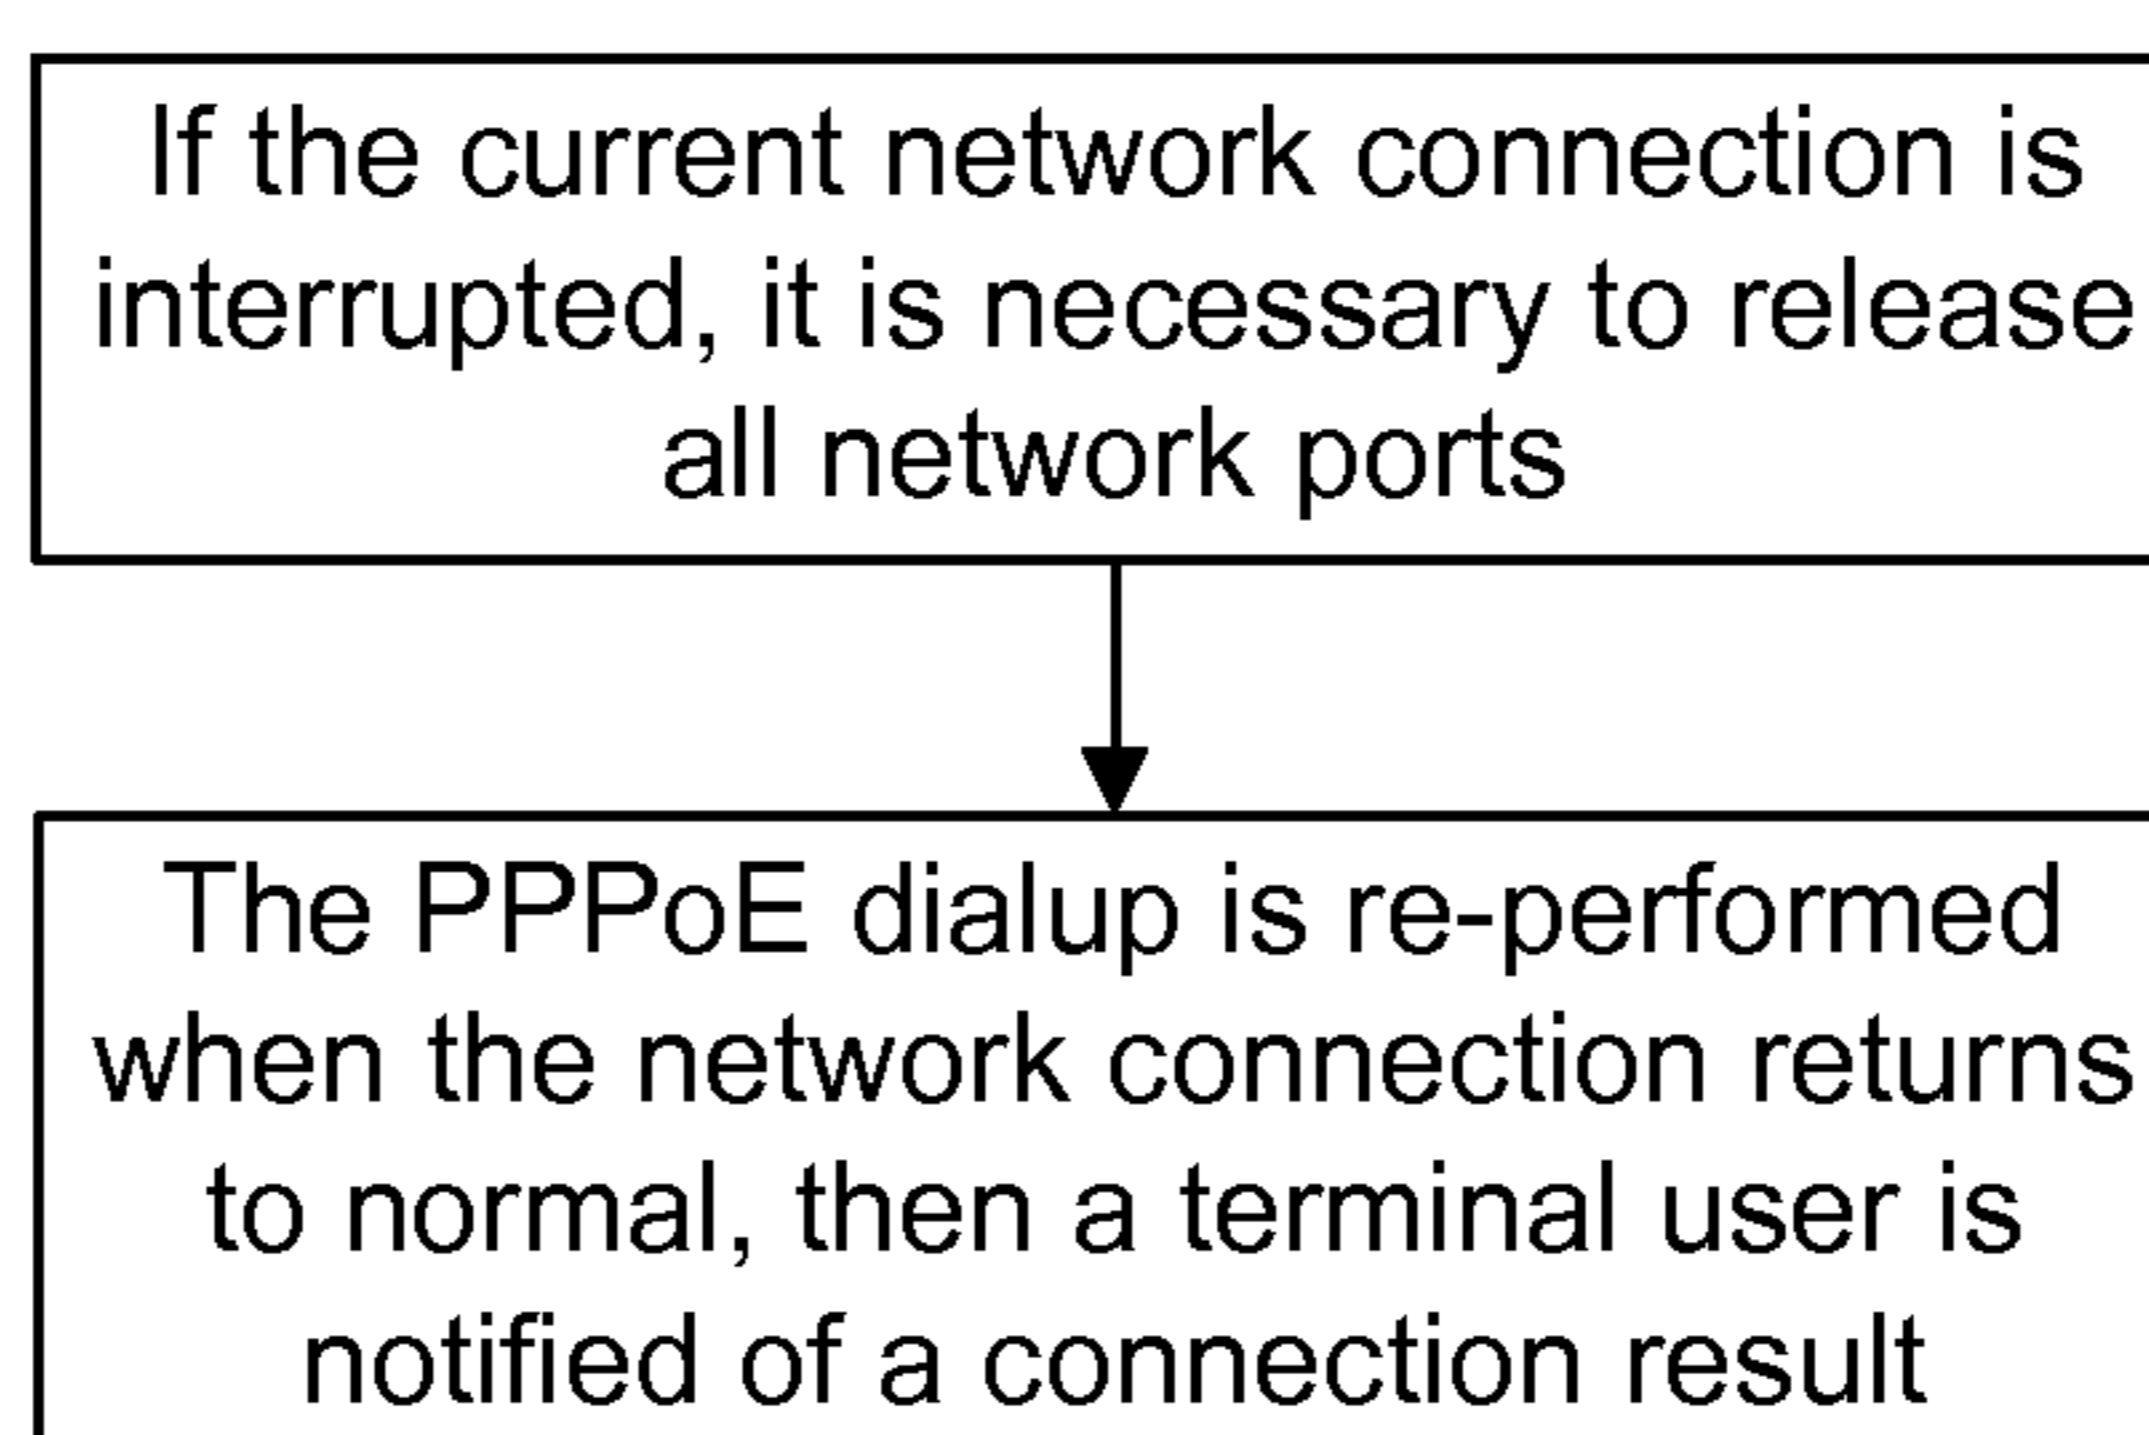 If the current network connection is
interrupted, it is necessary to release
all network ports
The PPPoE dialup is re-performed
when the network connection returns
to normal, then a terminal user is
notified of a connection result